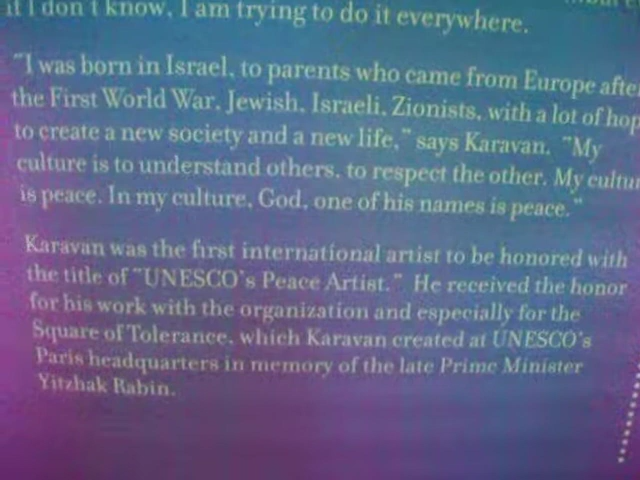 if I don't know, I am trying to do it everywhere.
"I was born in Israel, to parents who came from Europe after
the First World War. Jewish, Israeli, Zionists, with a lot of hop
to create a new society and a new life," says Karavan. "My
culture is to understand others, to respect the other. My cultur
is peace. In my culture, God, one of his names is peace."
Karavan was the first international artist to be honored with
the title of "UNESCO's Peace Artist." He received the honor
for his work with the organization and especially for the
Square of Tolerance, which Karavan created at UNESCO's
Paris headquarters in memory of the late Prime Minister
Yitzhak Rabin.